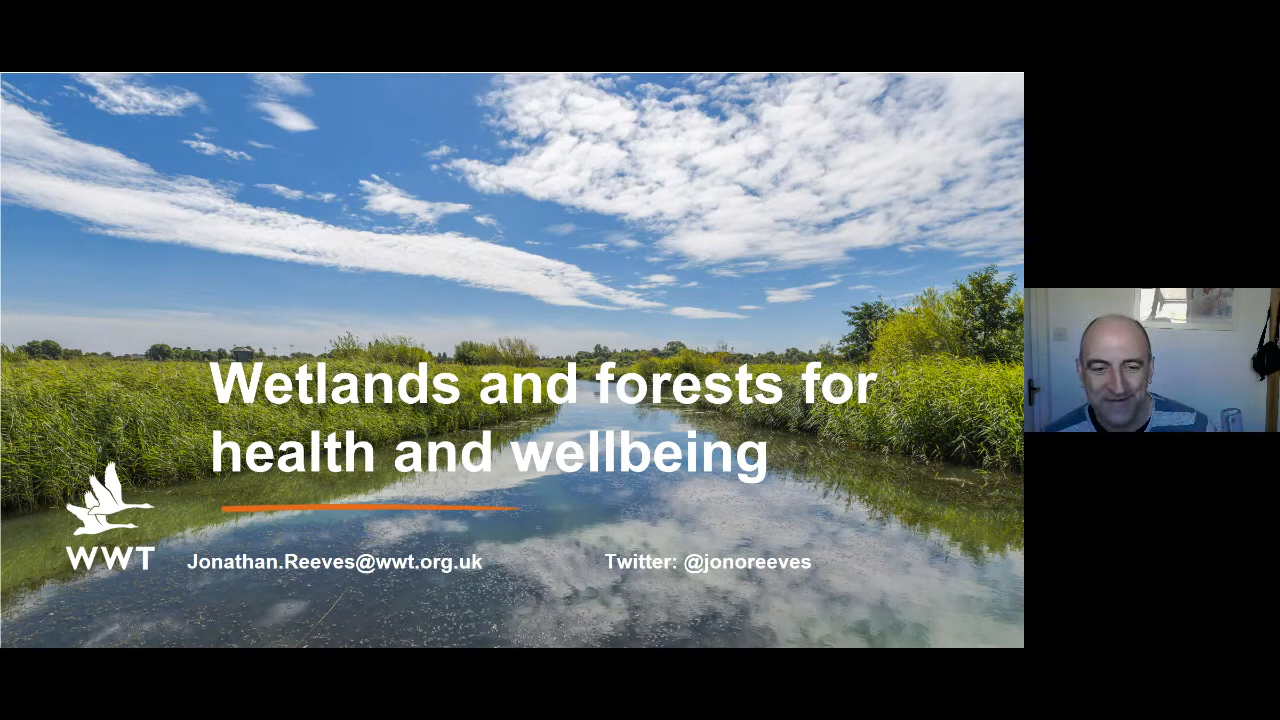 Wetlands and forests for
health and wellbeing
WWT
Jonathan.Reeves@wwt.org.uk
Twitter: @jonoreeves